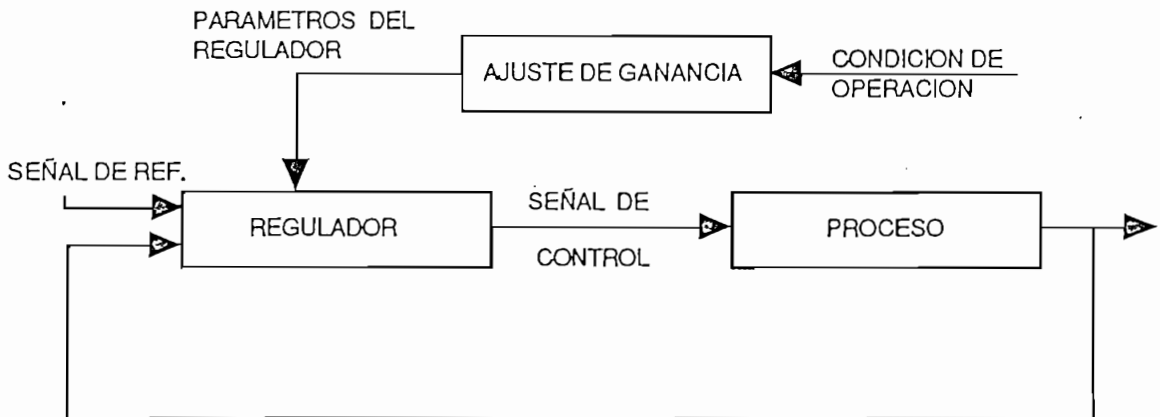 PARAMETROS DEL
REGULADOR
AJUSTE DE GANANCIA
CONDICION DE
OPERACION
SEÑAL DE REF.
REGULADOR
SEÑAL DE
CONTROL
PROCESO